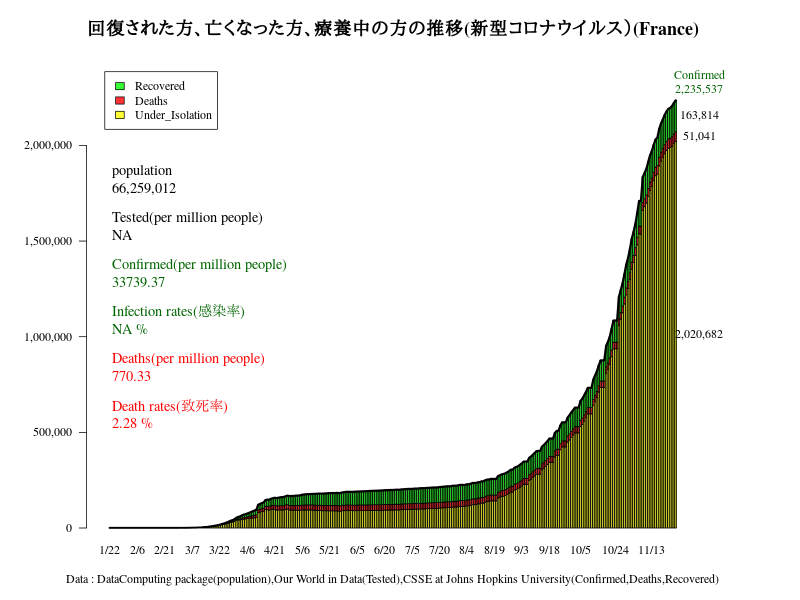 回復された方、亡くなった方、療養中の方の推移(新型コロナウイルス）(France)
Confirmed
2,235,537
Recovered
Deaths
Under_Isolation
163,814
51,041
2,000,000
population
66,259,012
Tested(per million people)
NA
1,500,000
Confirmed(per million people)
33739.37
Infection rates(感染率)
NA %
1,000,000
2,020,682
Deaths(per million people)
770.33
Death rates(致死率)
2.28 %
500,000
0
1/22 2/6 2/21 3/7 3/22 4/6 4/21 5/6 5/21 6/5 6/20 7/5 7/20 8/4 8/19 9/3 9/18 10/5 10/24 11/13
Data : DataComputing package(population),Our World in Data(Tested),CSSE at Johns Hopkins University(Confirmed,Deaths,Recovered)